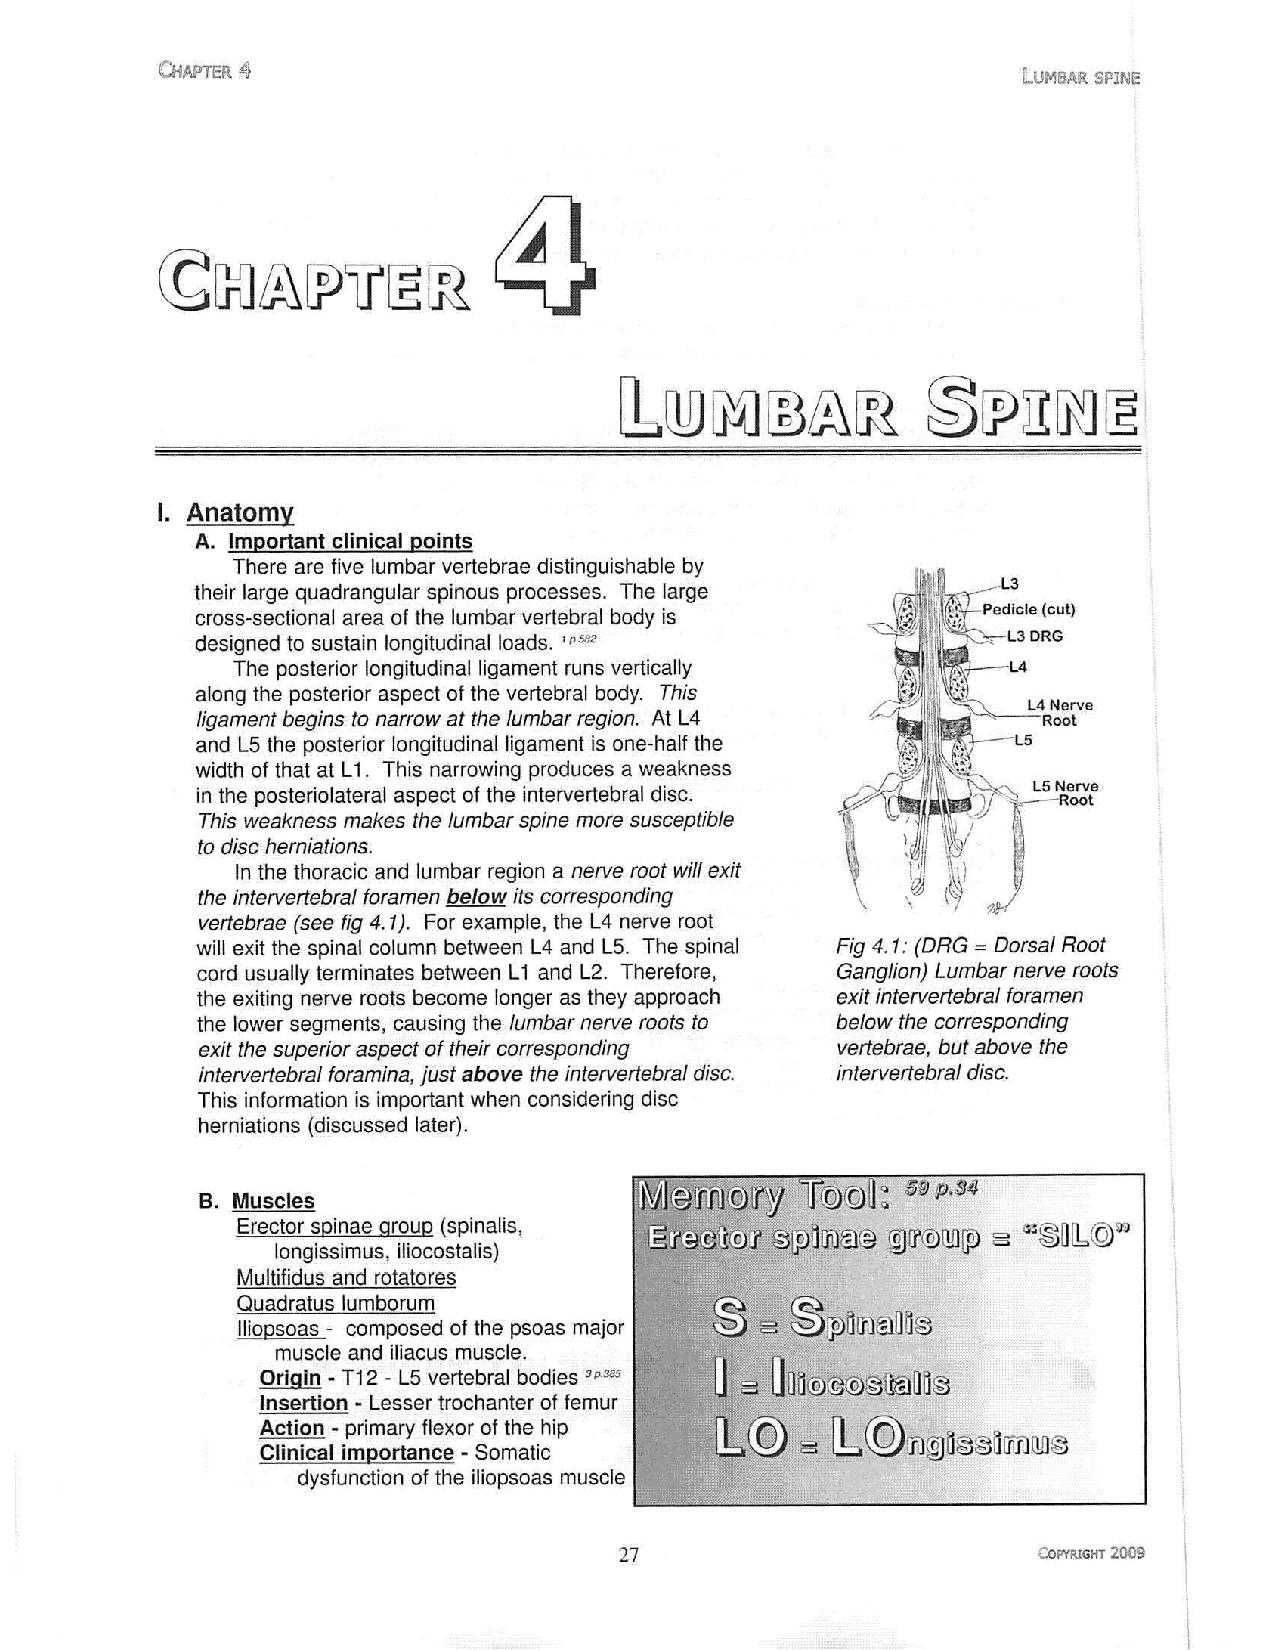 CHAPTER 4
LUMBAR SPINE
CHAPTER 4
LUMBAR SPINE
I. Anatomy
A. Important clinical points
There are five lumbar vertebrae distinguishable by
their large quadrangular spinous processes. The large
cross-sectional area of the lumbar vertebral body is
designed to sustain longitudinal loads. 1 p 582
The posterior longitudinal ligament runs vertically
along the posterior aspect of the vertebral body. This
ligament begins to narrow at the lumbar region. At L4
and L5 the posterior longitudinal ligament is one-half the
width of that at L1. This narrowing produces a weakness
in the posteriolateral aspect of the intervertebral disc.
This weakness makes the lumbar spine more susceptible
to disc herniations.
In the thoracic and lumbar region a nerve root will exit
the intervertebral foramen below its corresponding
vertebrae (see fig 4.1). For example, the L4 nerve root
will exit the spinal column between L4 and L5. The spinal
cord usually terminates between L1 and L2. Therefore,
the exiting nerve roots become longer as they approach
the lower segments, causing the lumbar nerve roots to
exit the superior aspect of their corresponding
intervertebral foramina, just above the intervertebral disc.
This information is important when considering disc
herniations (discussed later).
L3
Pedicle (cut)
L3 DRG
L4
L4 Nerve
Root
L5
L5 Nerve
Root
Fig 4.1: (DRG = Dorsal Root
Ganglion) Lumbar nerve roots
exit intervertebral foramen
below the corresponding
vertebrae, but above the
intervertebral disc.
B. Muscles
Erector spinae group (spinalis,
longissimus, iliocostalis)
Multifidus and rotatores
Quadratus lumborum
Iliopsoas - composed of the psoas major
muscle and iliacus muscle.
Origin - T12 - L5 vertebral bodies 3 p.385
Insertion - Lesser trochanter of femur
Action - primary flexor of the hip
Clinical importance - Somatic
dysfunction of the iliopsoas muscle
Memory Tool: 59 p.34
Erector spinae group = "SILO"
S = Spinalis
I = Iliocostalis
LO = LOngissimus
27
COPYRIGHT 2009